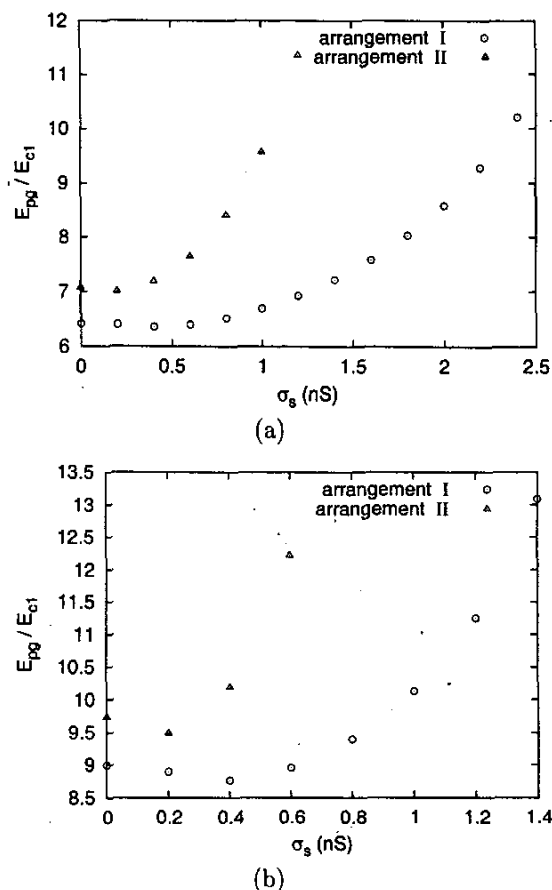 12
11
10
9
8
7
6
E_pg / E_c1
arrangement I
arrangement II
0 0.5 1 1.5 2 2.5
σ_s (nS)
(a)
13.5
13
12.5
12
11.5
11
10.5
10
9.5
9
8.5
E_pg / E_c1
arrangement I
arrangement II
0 0.2 0.4 0.6 0.8 1 1.2 1.4
σ_s (nS)
(b)